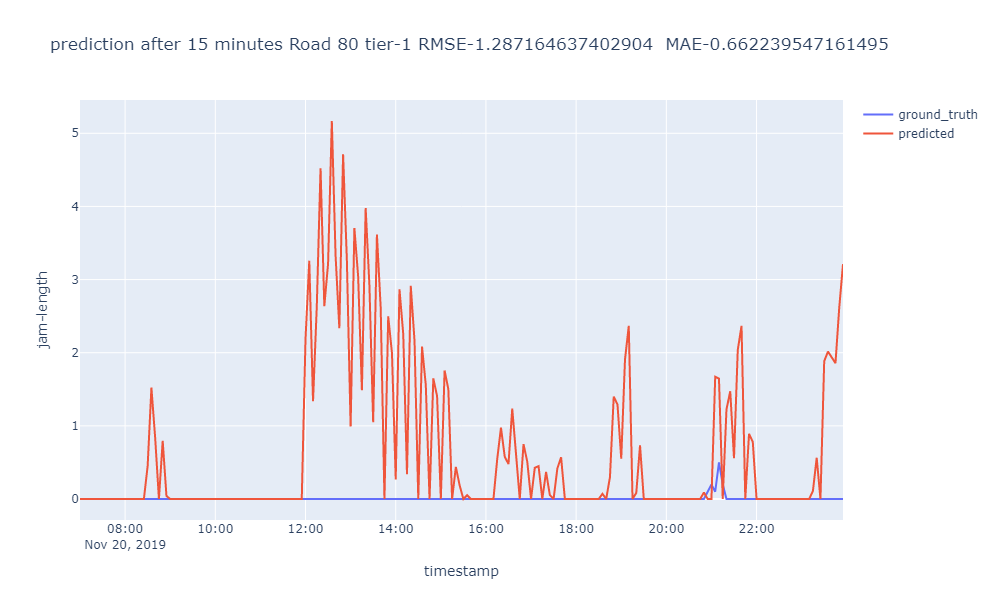 prediction after 15 minutes Road 80 tier-1 RMSE-1.287164637402904  MAE-0.662239547161495
ground_truth
predicted
5
4
3
2
1
0
jam-length
08:00 10:00 12:00 14:00 16:00 18:00 20:00 22:00
Nov 20, 2019
timestamp